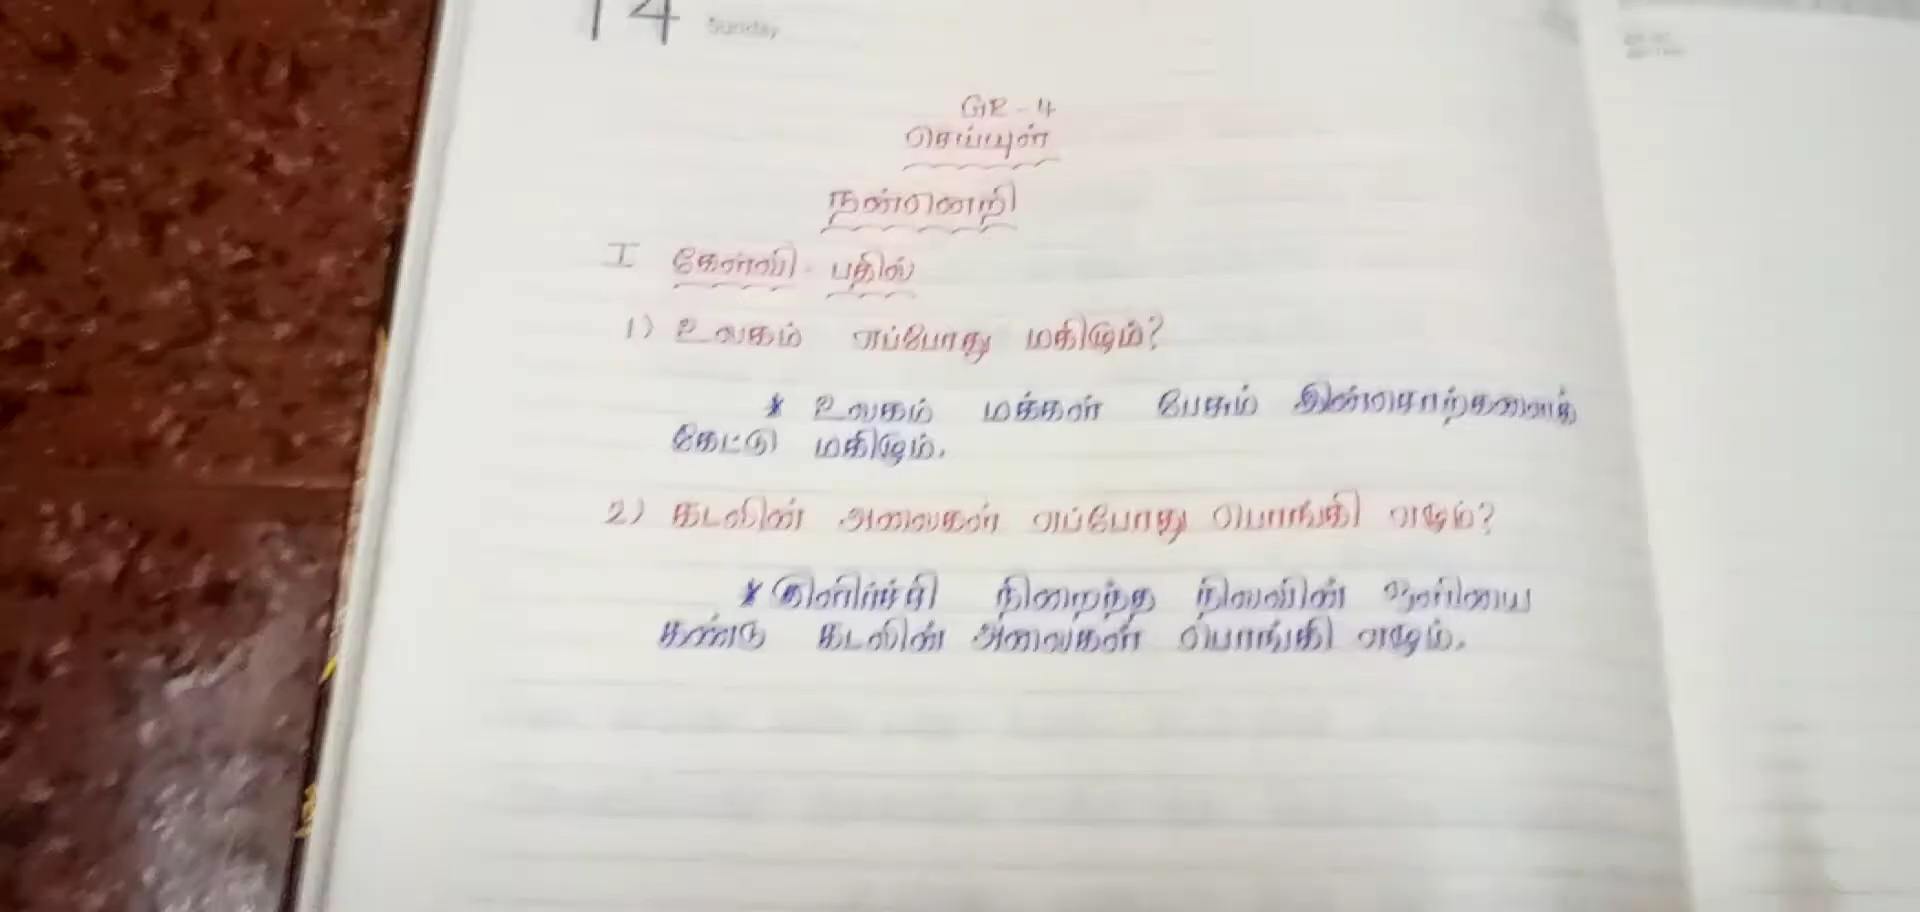 14 Sunday
GR - 4
செய்யுள்
நன்னெறி
I கேள்வி - பதில்
1) உலகம் எப்போது மகிழும்?
* உலகம் மக்கள் பேசும் இன்சொற்களைக்
கேட்டு மகிழும்.
2) கடலின் அலைகள் எப்போது பொங்கி எழும்?
* குளிர்ச்சி நிறைந்த நிலவின் ஒளியை
கண்டு கடலின் அலைகள் பொங்கி எழும்.